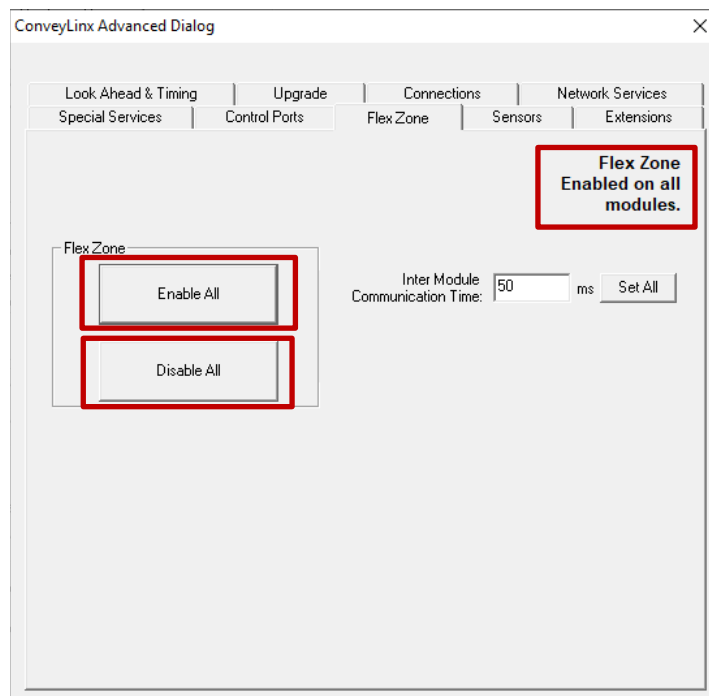 ConveyLinx Advanced Dialog
Look Ahead & Timing
Upgrade
Connections
Network Services
Special Services
Control Ports
Flex Zone
Sensors
Extensions
Flex Zone
Enabled on all
modules.
Flex Zone
Enable All
Disable All
Inter Module
Communication Time:
50
ms
Set All